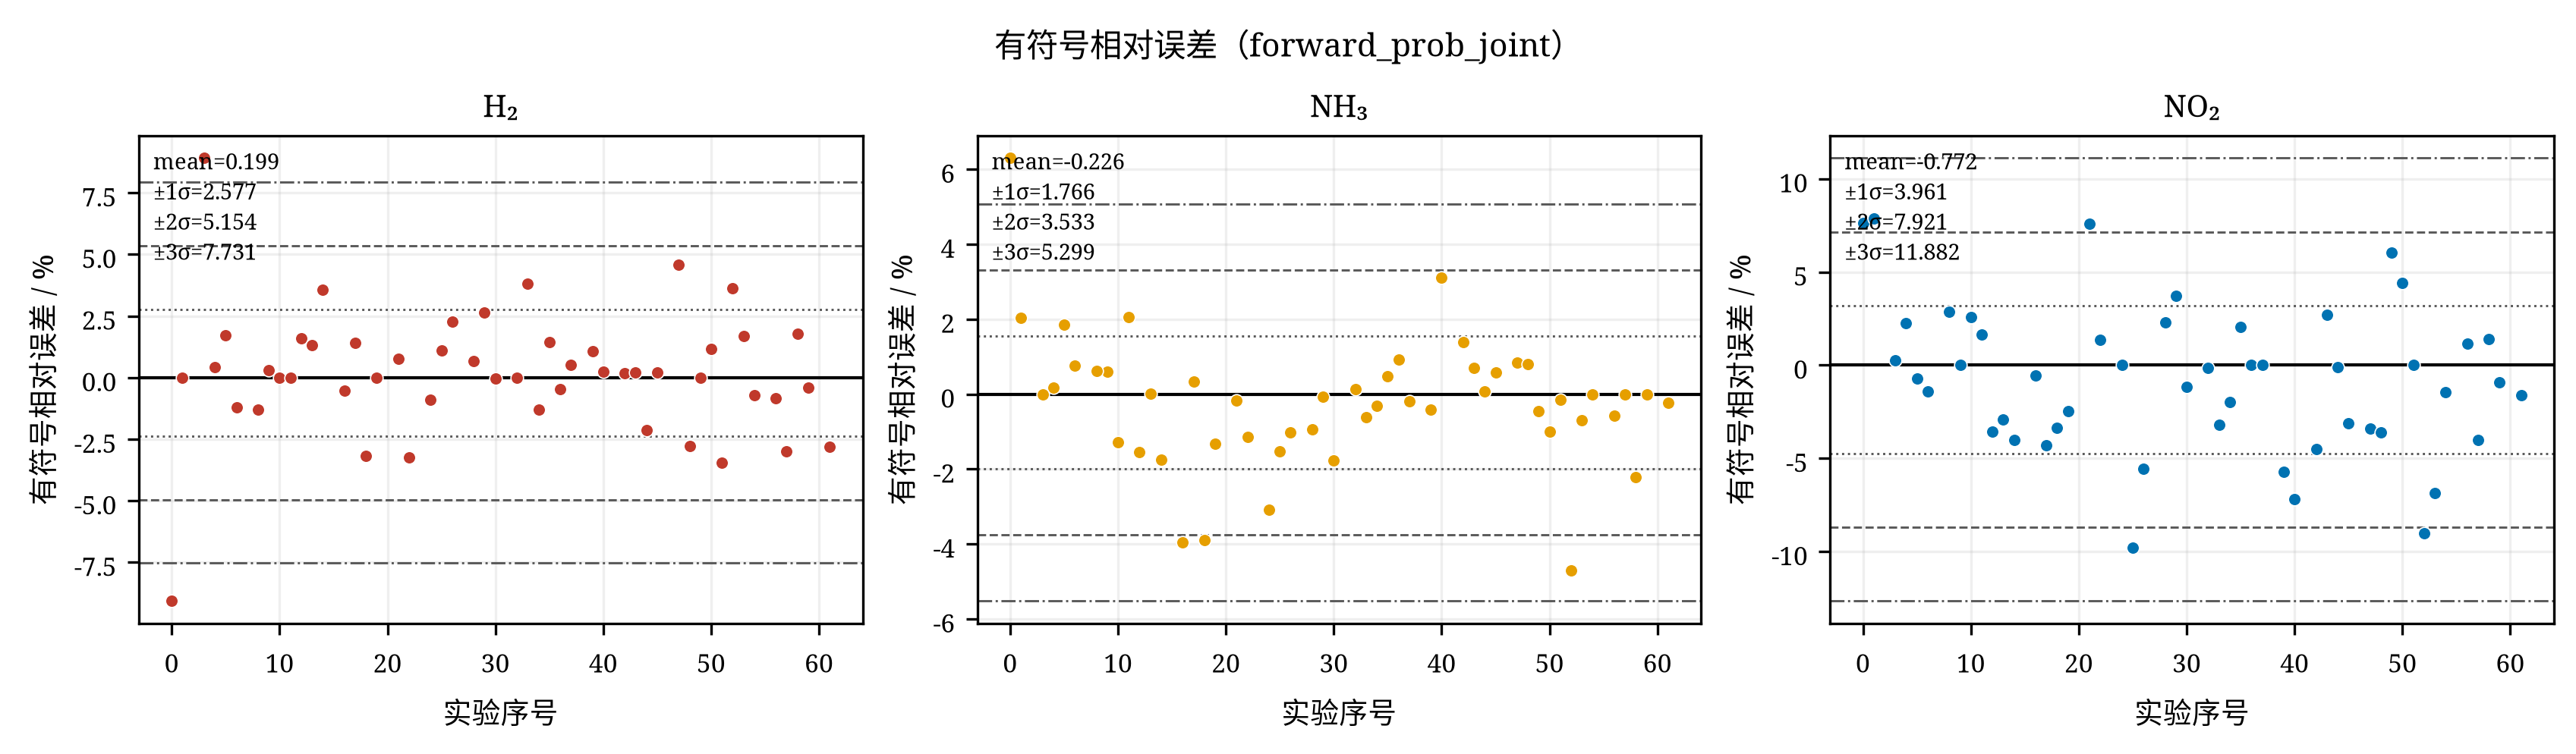 有符号相对误差（forward_prob_joint）
H₂
mean=0.199
±1σ=2.577
±2σ=5.154
±3σ=7.731
7.5
5.0
2.5
0.0
-2.5
-5.0
-7.5
有符号相对误差 / %
0 10 20 30 40 50 60
实验序号
NH₃
mean=-0.226
±1σ=1.766
±2σ=3.533
±3σ=5.299
6
4
2
0
-2
-4
-6
有符号相对误差 / %
0 10 20 30 40 50 60
实验序号
NO₂
mean=-0.772
±1σ=3.961
±2σ=7.921
±3σ=11.882
10
5
0
-5
-10
有符号相对误差 / %
0 10 20 30 40 50 60
实验序号